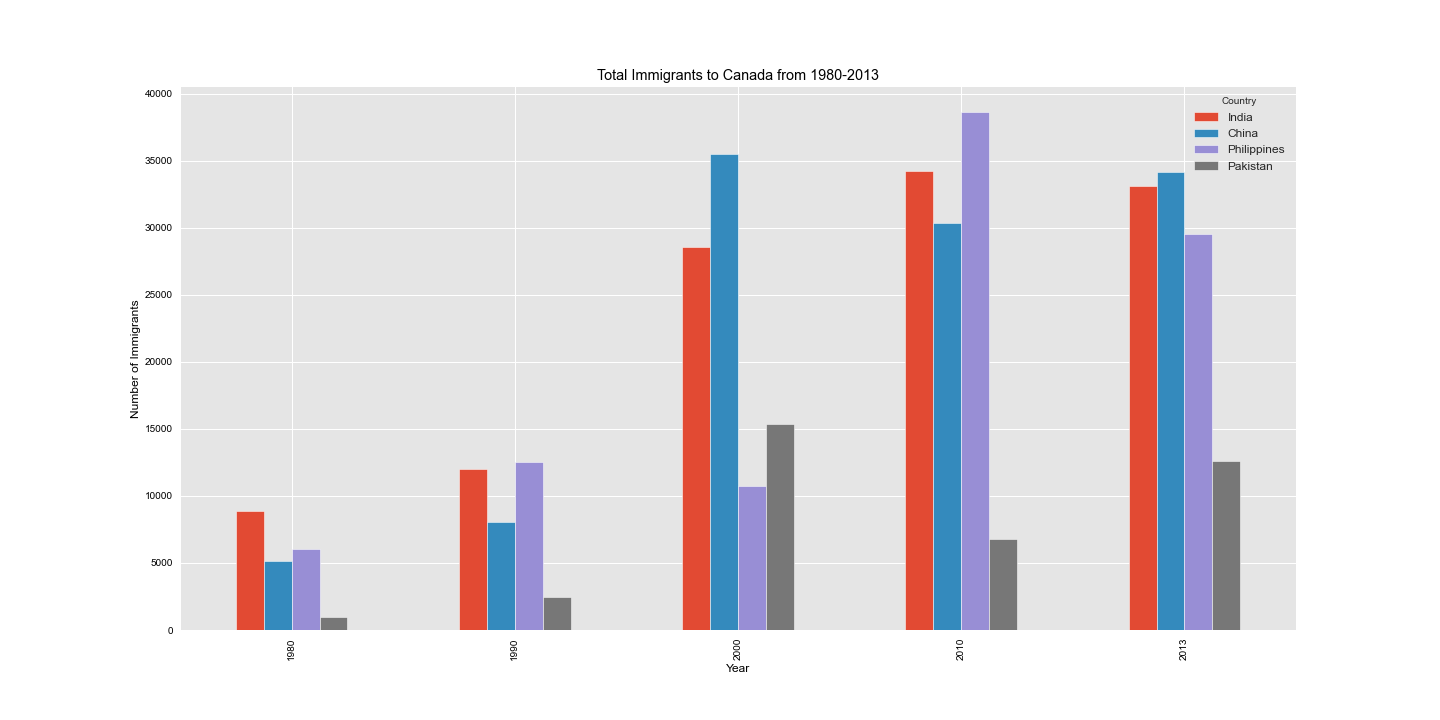 Total Immigrants to Canada from 1980-2013
Country
India
China
Philippines
Pakistan
Number of Immigrants
40000
35000
30000
25000
20000
15000
10000
5000
0
1980
1990
2000
2010
2013
Year